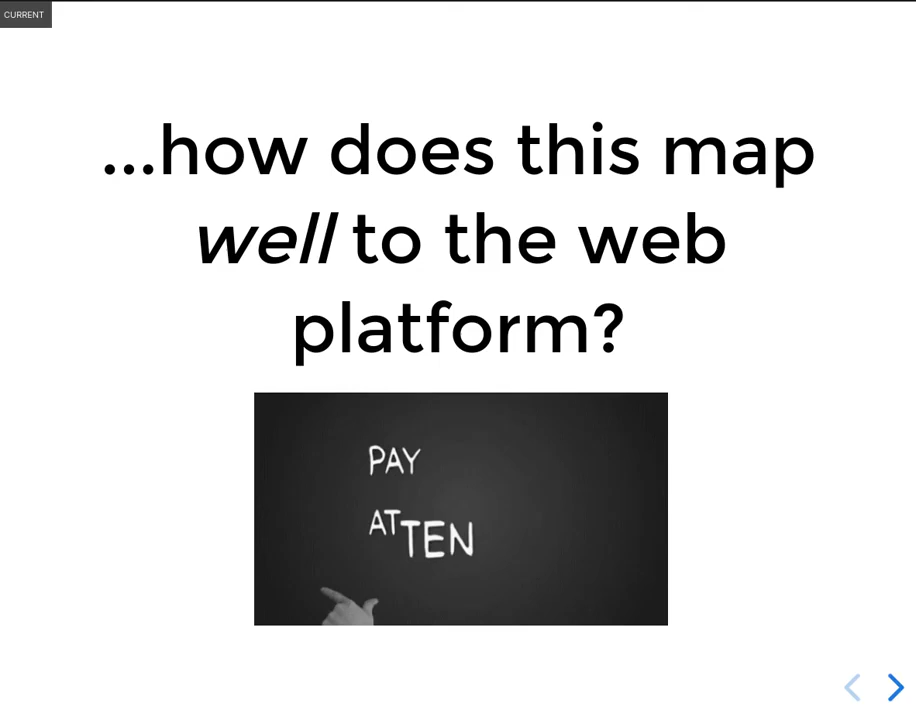 CURRENT
...how does this map
well to the web
platform?
PAY
ATTEN